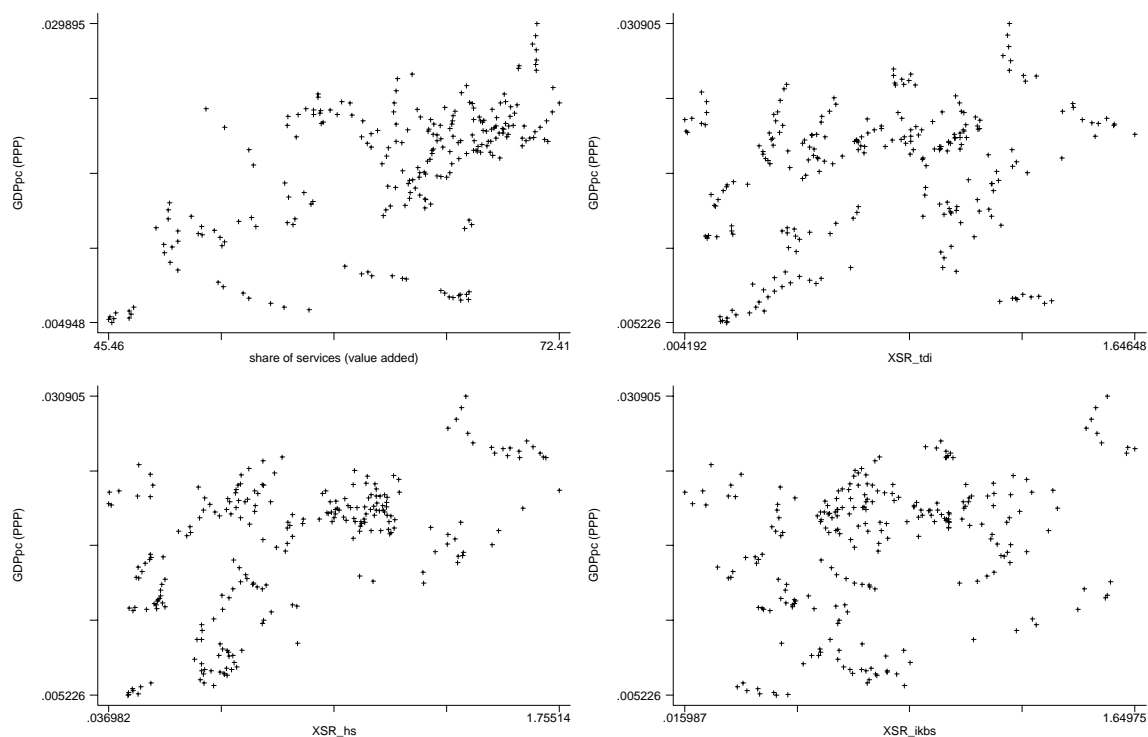 .029895
GDPpc (PPP)
.004948
45.46
72.41
share of services (value added)
.030905
GDPpc (PPP)
.005226
.004192
1.64648
XSR_tdi
.030905
GDPpc (PPP)
.005226
.036982
1.75514
XSR_hs
.030905
GDPpc (PPP)
.005226
.015987
1.64975
XSR_ikbs